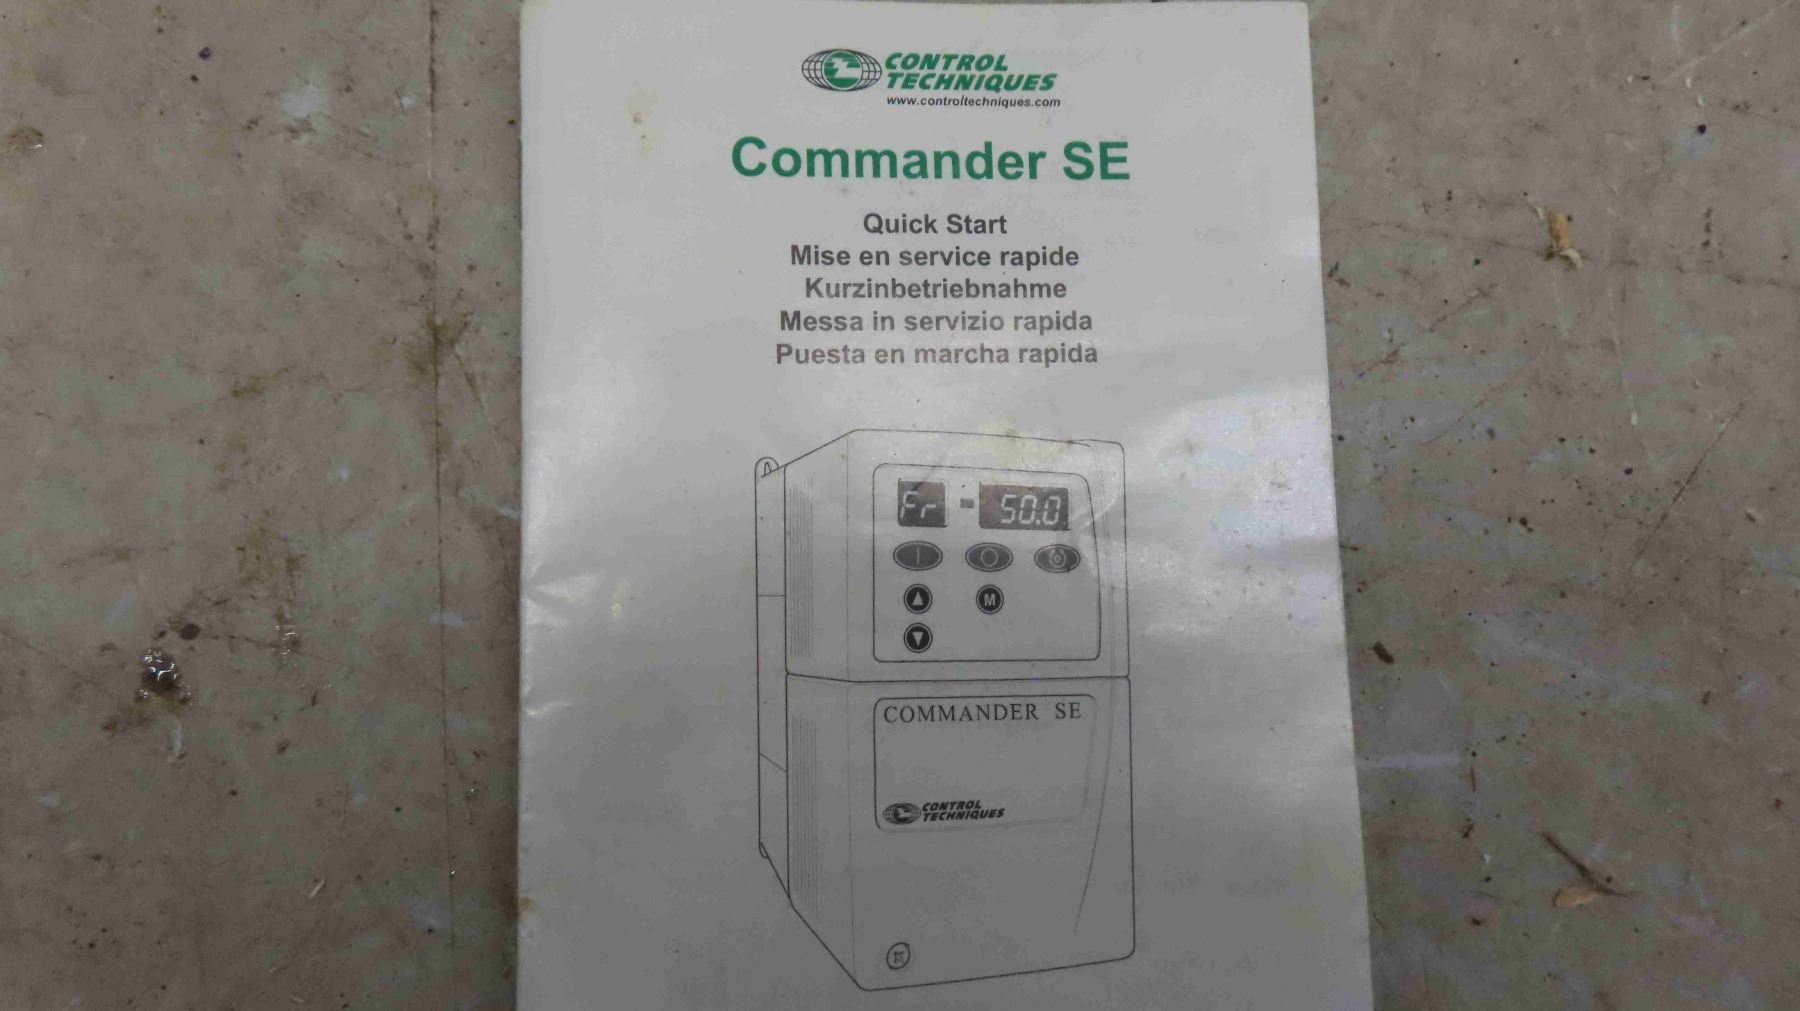 CONTROL
TECHNIQUES
www.controltechniques.com
Commander SE
Quick Start
Mise en service rapide
Kurzinbetriebnahme
Messa in servizio rapida
Puesta en marcha rapida
Fr - 50.0
M
COMMANDER SE
CONTROL
TECHNIQUES